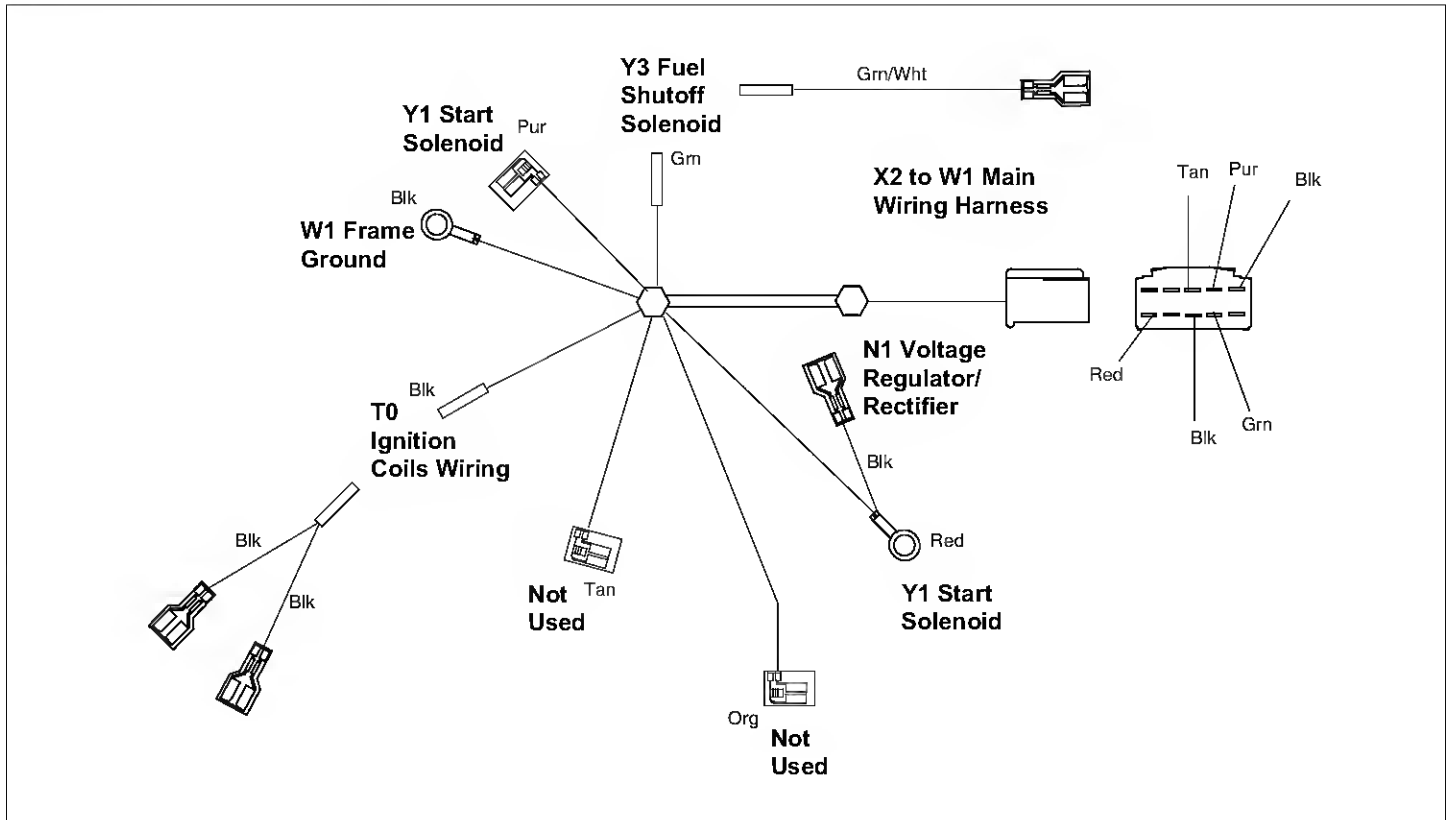 Y3 Fuel
Shutoff
Solenoid
Grn/Wht
Y1 Start
Solenoid
Pur
Grn
Blk
W1 Frame
Ground
X2 to W1 Main
Wiring Harness
Tan
Pur
Blk
Red
Blk
Grn
N1 Voltage
Regulator/
Rectifier
Blk
Blk
T0
Ignition
Coils Wiring
Blk
Blk
Red
Y1 Start
Solenoid
Tan
Not
Used
Org
Not
Used